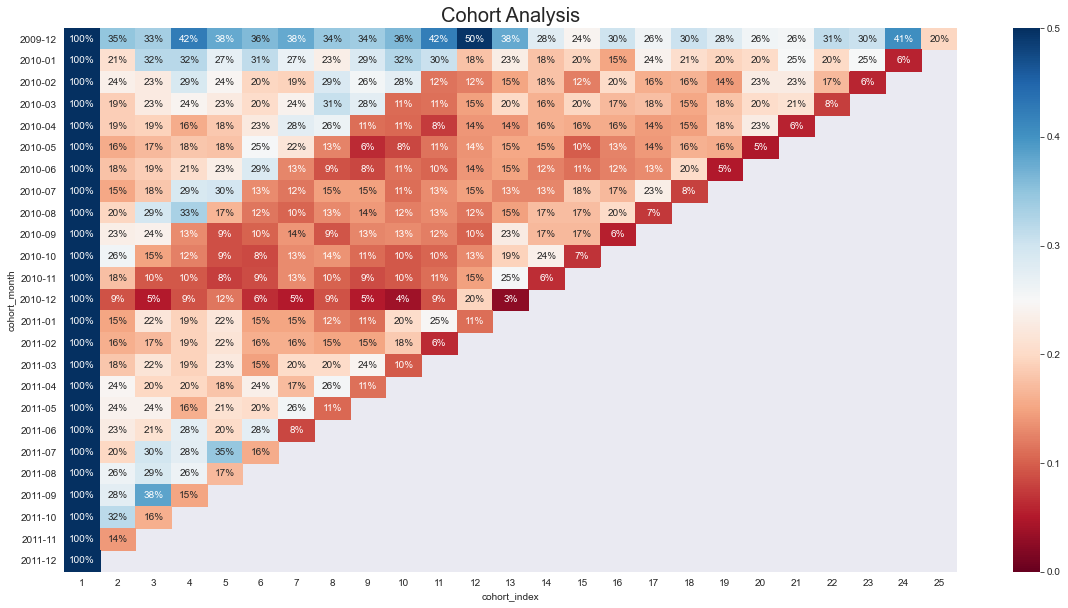 Cohort Analysis
2009-12 100% 35% 33% 42% 38% 36% 38% 34% 34% 36% 42% 50% 38% 28% 24% 30% 26% 30% 28% 26% 26% 31% 30% 41% 20%
2010-01 100% 21% 32% 32% 27% 31% 27% 23% 29% 32% 30% 18% 23% 18% 20% 15% 24% 21% 20% 20% 25% 20% 25% 6%
2010-02 100% 24% 23% 29% 24% 20% 19% 29% 26% 28% 12% 12% 15% 18% 12% 20% 16% 16% 14% 23% 23% 17% 6%
2010-03 100% 19% 23% 24% 23% 20% 24% 31% 28% 11% 11% 15% 20% 16% 20% 17% 18% 15% 18% 20% 21% 8%
2010-04 100% 19% 19% 16% 18% 23% 28% 26% 11% 11% 8% 14% 14% 16% 16% 16% 14% 15% 18% 23% 6%
2010-05 100% 16% 17% 18% 18% 25% 22% 13% 6% 8% 11% 14% 15% 15% 10% 13% 14% 16% 16% 5%
2010-06 100% 18% 19% 21% 23% 29% 13% 9% 8% 11% 10% 14% 15% 12% 11% 12% 13% 20% 5%
2010-07 100% 15% 18% 29% 30% 13% 12% 15% 15% 11% 13% 15% 13% 13% 18% 17% 23% 8%
2010-08 100% 20% 29% 33% 17% 12% 10% 13% 14% 12% 13% 12% 15% 17% 17% 20% 7%
2010-09 100% 23% 24% 13% 9% 10% 14% 9% 13% 13% 12% 10% 23% 17% 17% 6%
2010-10 100% 26% 15% 12% 9% 8% 13% 14% 11% 10% 10% 13% 19% 24% 7%
2010-11 100% 18% 10% 10% 8% 9% 13% 10% 9% 10% 11% 15% 25% 6%
2010-12 100% 9% 5% 9% 12% 6% 5% 9% 5% 4% 9% 20% 3%
2011-01 100% 15% 22% 19% 22% 15% 15% 12% 11% 20% 25% 11%
2011-02 100% 16% 17% 19% 22% 16% 16% 15% 15% 18% 6%
2011-03 100% 18% 22% 19% 23% 15% 20% 20% 24% 10%
2011-04 100% 24% 20% 20% 18% 24% 17% 26% 11%
2011-05 100% 24% 24% 16% 21% 20% 26% 11%
2011-06 100% 23% 21% 28% 20% 28% 8%
2011-07 100% 20% 30% 28% 35% 16%
2011-08 100% 26% 29% 26% 17%
2011-09 100% 28% 38% 15%
2011-10 100% 32% 16%
2011-11 100% 14%
2011-12 100%
1 2 3 4 5 6 7 8 9 10 11 12 13 14 15 16 17 18 19 20 21 22 23 24 25
cohort_index
cohort_month
0.5
0.4
0.3
0.2
0.1
0.0